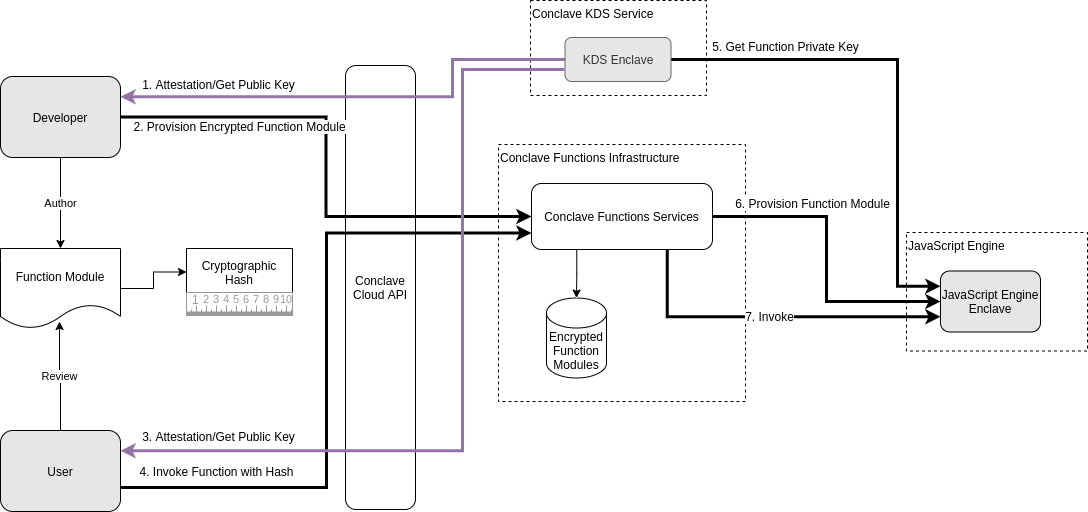 Conclave KDS Service
KDS Enclave
5. Get Function Private Key
1. Attestation/Get Public Key
Developer
2. Provision Encrypted Function Module
Conclave Functions Infrastructure
Author
6. Provision Function Module
Conclave Functions Services
JavaScript Engine
Function Module
Cryptographic
Hash
1 2 3 4 5 6 7 8 9 10
Conclave
Cloud API
JavaScript Engine
Enclave
7. Invoke
Encrypted
Function
Modules
Review
3. Attestation/Get Public Key
User
4. Invoke Function with Hash